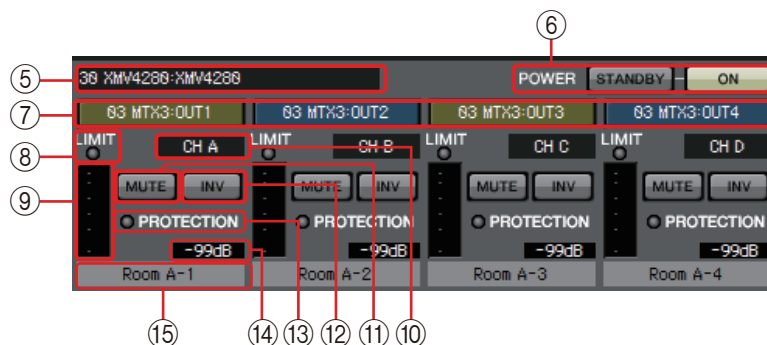 ⑥
⑤ 30 XMV4280:XMV4280 POWER STANDBY ON
⑦ 03 MTX3:OUT1 03 MTX3:OUT2 03 MTX3:OUT3 03 MTX3:OUT4
⑧ LIMIT CH A LIMIT CH B LIMIT CH C LIMIT CH D
⑨ MUTE INV MUTE INV MUTE INV MUTE INV
PROTECTION PROTECTION PROTECTION PROTECTION
-99dB -99dB -99dB -99dB
Room A-1 Room A-2 Room A-3 Room A-4
⑮ ⑭ ⑬ ⑫ ⑪ ⑩